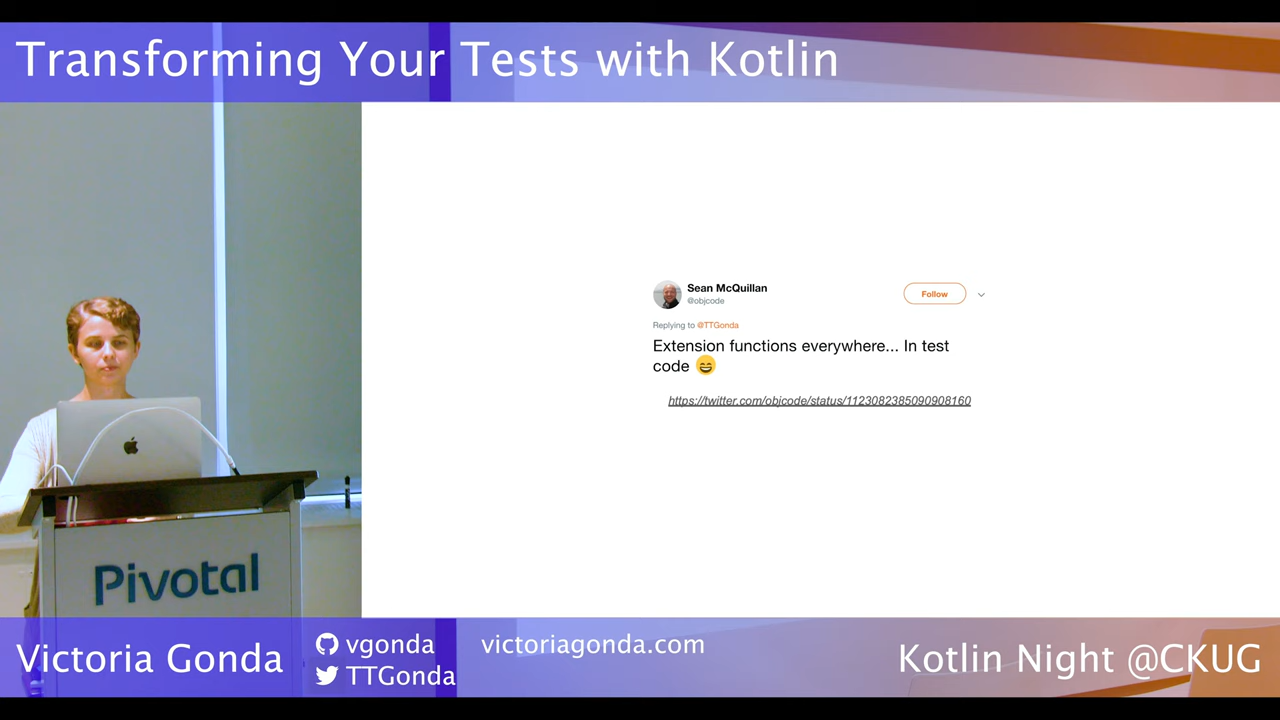 Transforming Your Tests with Kotlin
Sean McQuillan
@objcode
Follow
Replying to @TTGonda
Extension functions everywhere... In test
code 😄
https://twitter.com/objcode/status/1123082385090908160
Pivotal
Victoria Gonda
vgonda
TTGonda
victoriagonda.com
Kotlin Night @CKUG